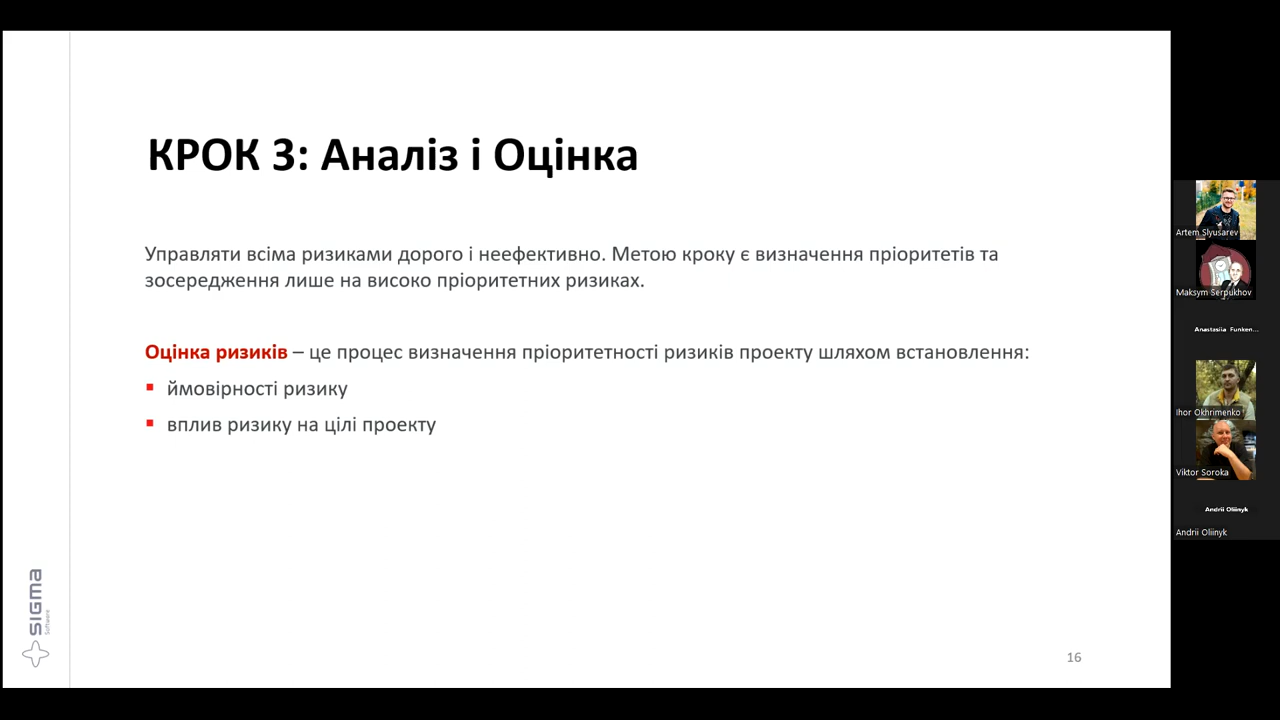 КРОК 3: Аналіз і Оцінка
Управляти всіма ризиками дорого і неефективно. Метою кроку є визначення пріоритетів та
зосередження лише на високо пріоритетних ризиках.
Оцінка ризиків – це процес визначення пріоритетності ризиків проекту шляхом встановлення:
ймовірності ризику
вплив ризику на цілі проекту
SIGMA
Software
16
Artem Slyusarev
Maksym Serpukhov
Anastasiia Funken...
Ihor Okhrimenko
Viktor Soroka
Andrii Oliinyk
Andrii Oliinyk